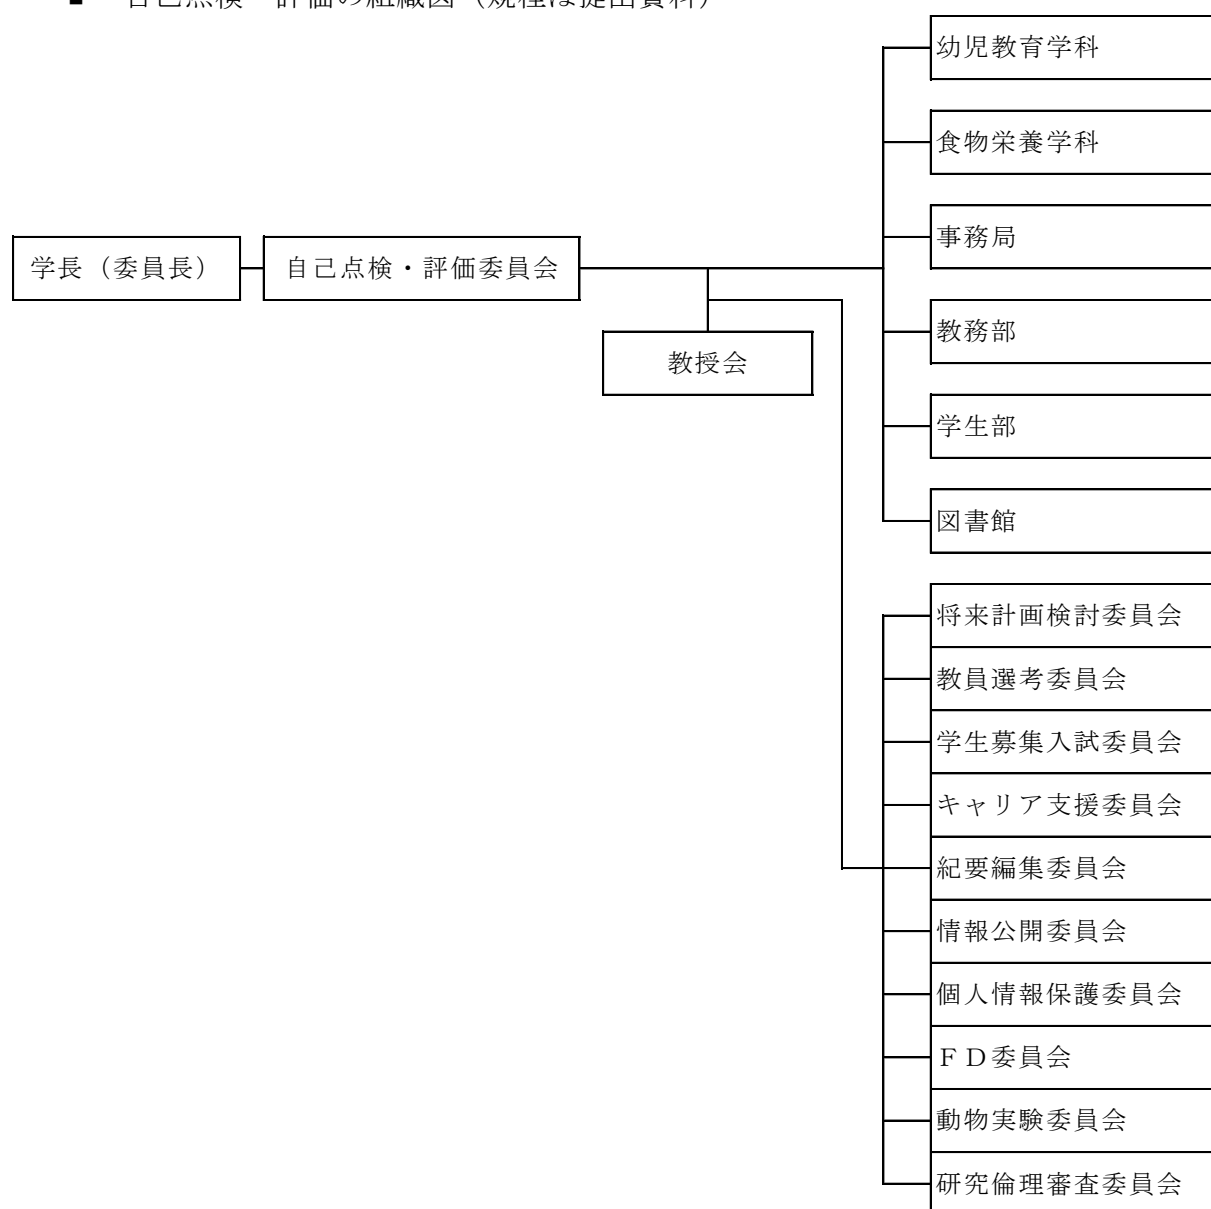 ■ 自己点検・評価の組織図（規程は提出資料）
幼児教育学科
食物栄養学科
事務局
学長（委員長）
自己点検・評価委員会
教務部
教授会
学生部
図書館
将来計画検討委員会
教員選考委員会
学生募集入試委員会
キャリア支援委員会
紀要編集委員会
情報公開委員会
個人情報保護委員会
ＦＤ委員会
動物実験委員会
研究倫理審査委員会